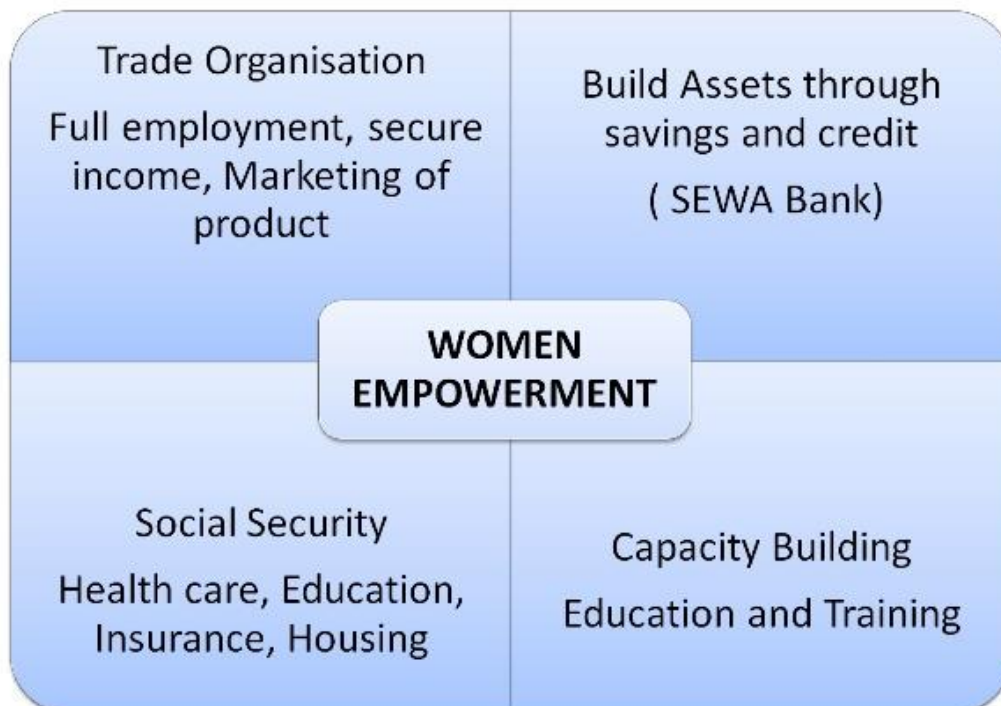 Trade Organisation
Full employment, secure
income, Marketing of
product
Build Assets through
savings and credit
( SEWA Bank)
WOMEN
EMPOWERMENT
Social Security
Health care, Education,
Insurance, Housing
Capacity Building
Education and Training